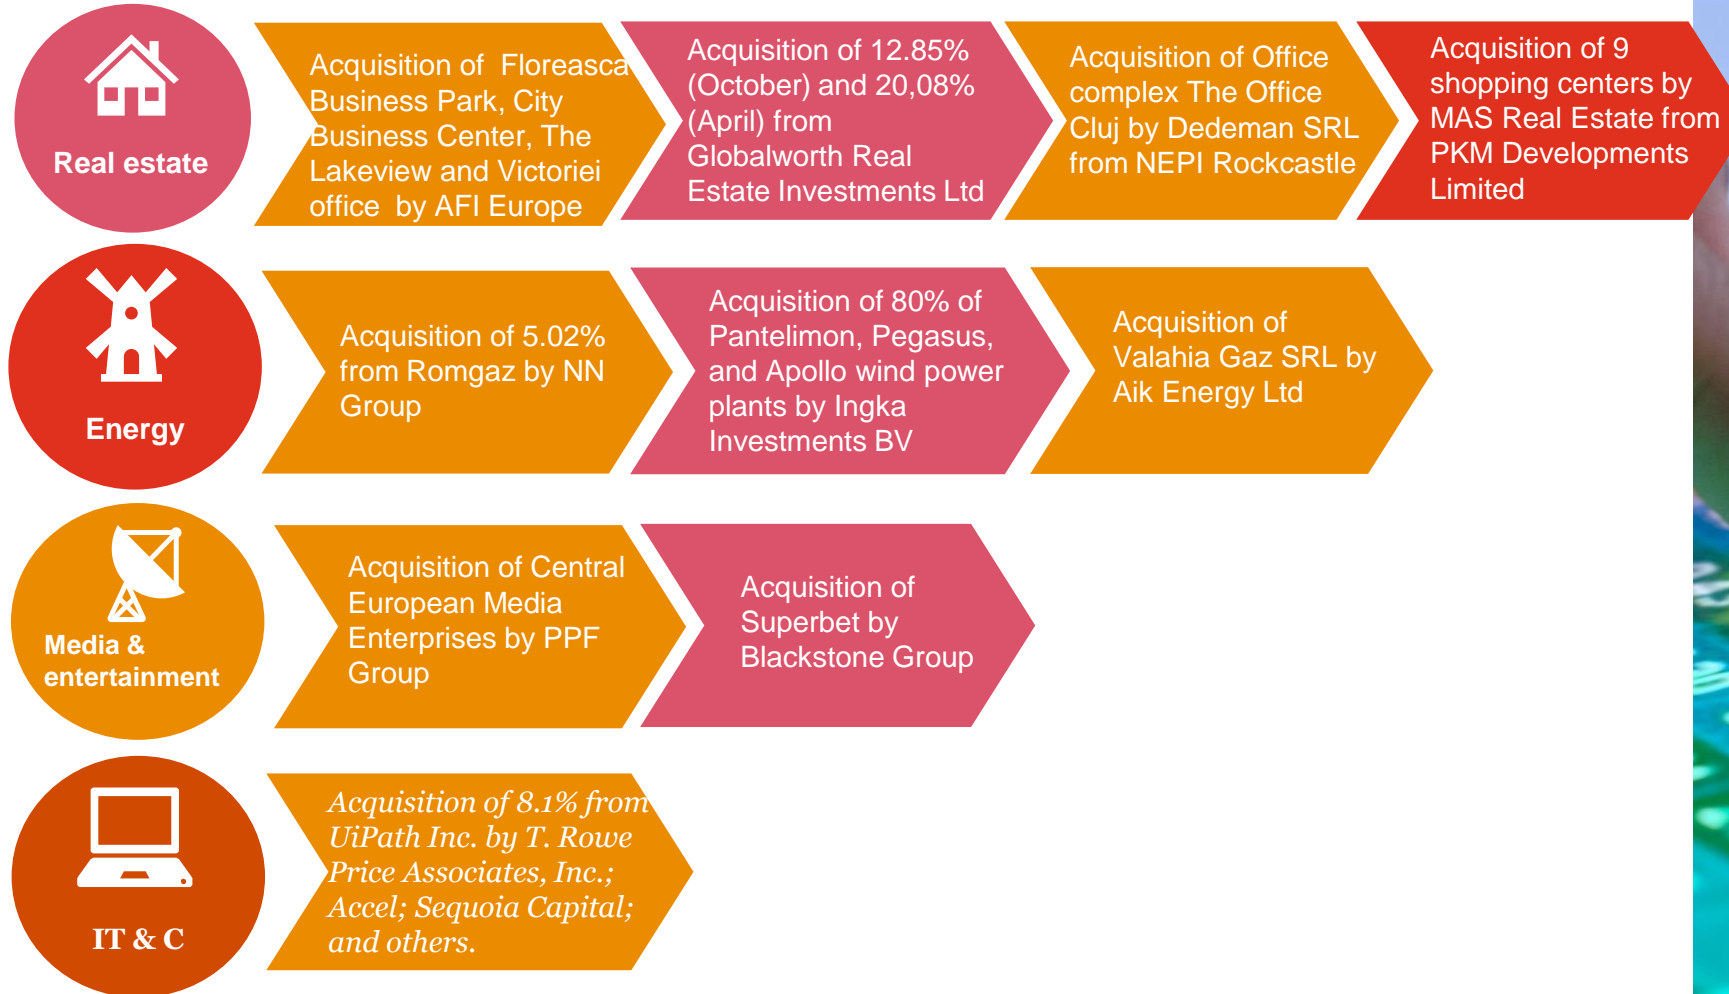 Real estate
Acquisition of Floreasca
Business Park, City
Business Center, The
Lakeview and Victoriei
office by AFI Europe
Acquisition of 12.85%
(October) and 20,08%
(April) from
Globalworth Real
Estate Investments Ltd
Acquisition of Office
complex The Office
Cluj by Dedeman SRL
from NEPI Rockcastle
Acquisition of 9
shopping centers by
MAS Real Estate from
PKM Developments
Limited
Energy
Acquisition of 5.02%
from Romgaz by NN
Group
Acquisition of 80% of
Pantelimon, Pegasus,
and Apollo wind power
plants by Ingka
Investments BV
Acquisition of
Valahia Gaz SRL by
Aik Energy Ltd
Media &
entertainment
Acquisition of Central
European Media
Enterprises by PPF
Group
Acquisition of
Superbet by
Blackstone Group
IT & C
Acquisition of 8.1% from
UiPath Inc. by T. Rowe
Price Associates, Inc.;
Accel; Sequoia Capital;
and others.